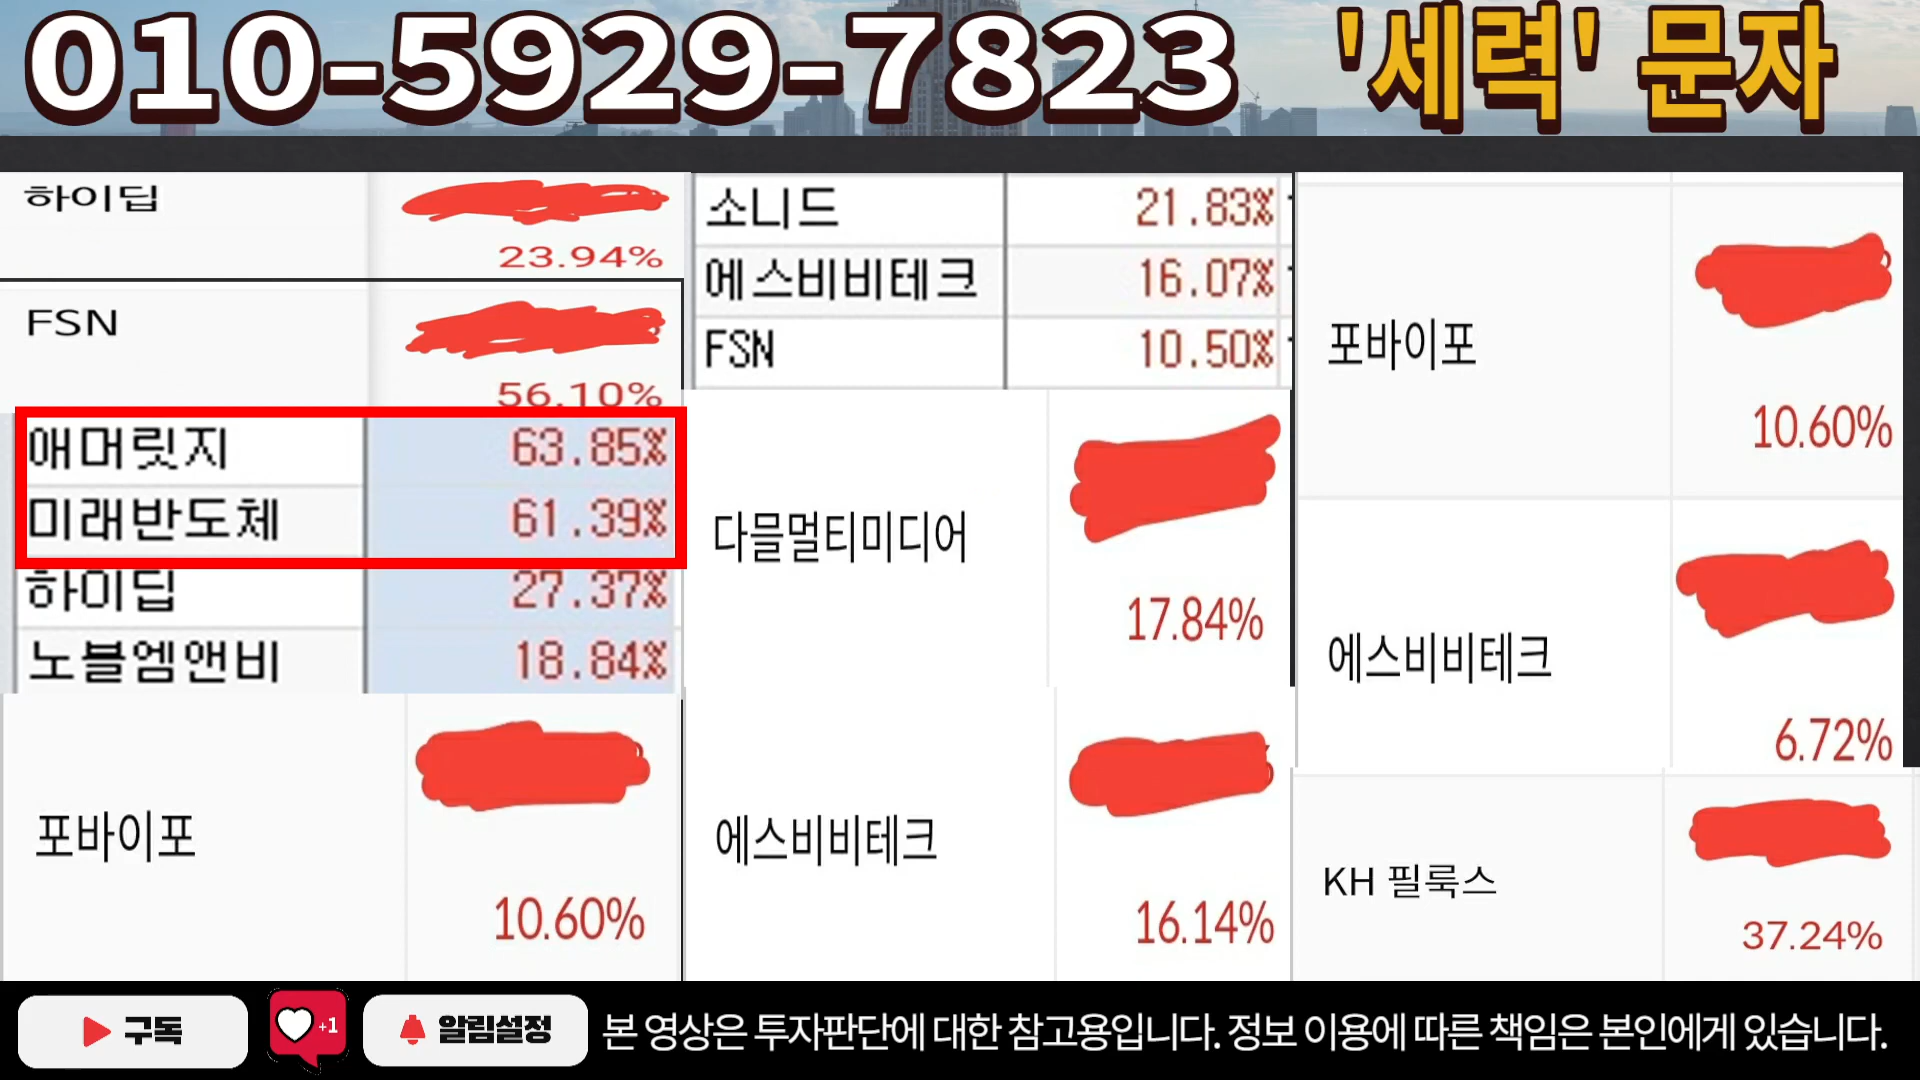 010-5929-7823 '세력' 문자
하이딥
23.94%
FSN
56.10%
애머릿지 63.85%
미래반도체 61.39%
하이딥 27.37%
노블엠앤비 18.84%
포바이포
10.60%
소니드 21.83%
에스비비테크 16.07%
FSN 10.50%
다믈멀티미디어
17.84%
에스비비테크
16.14%
포바이포
10.60%
에스비비테크
6.72%
KH 필룩스
37.24%
구독 +1 알림설정 본 영상은 투자판단에 대한 참고용입니다. 정보 이용에 따른 책임은 본인에게 있습니다.